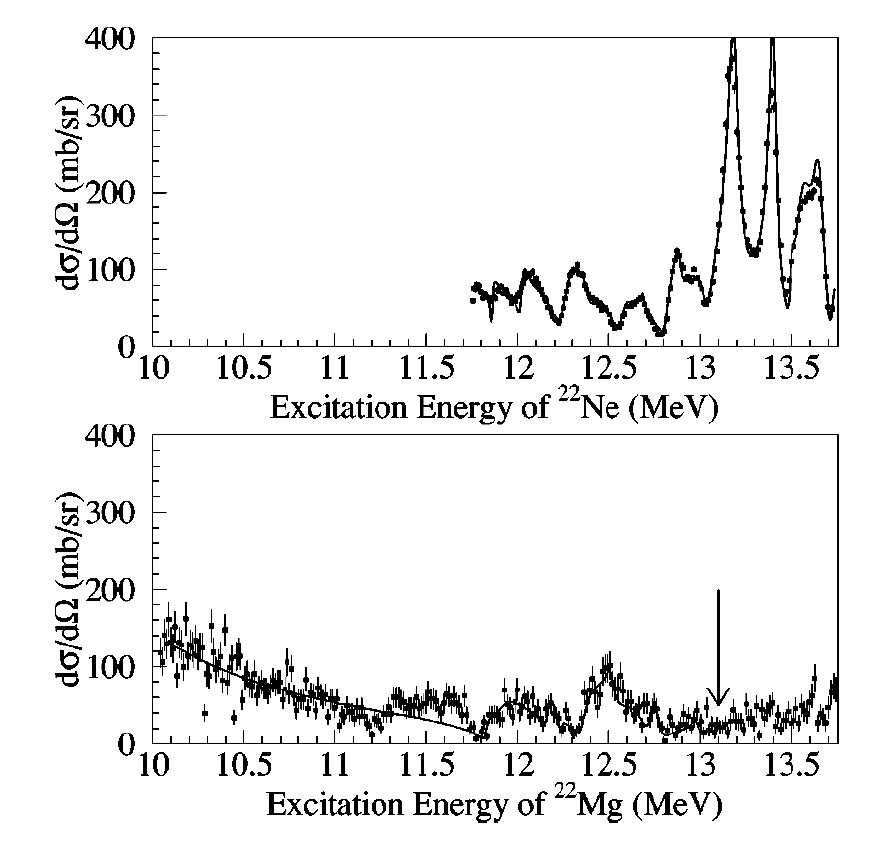 dσ/dΩ (mb/sr)
400
300
200
100
0
10 10.5 11 11.5 12 12.5 13 13.5
Excitation Energy of ²²Ne (MeV)
dσ/dΩ (mb/sr)
400
300
200
100
0
10 10.5 11 11.5 12 12.5 13 13.5
Excitation Energy of ²²Mg (MeV)